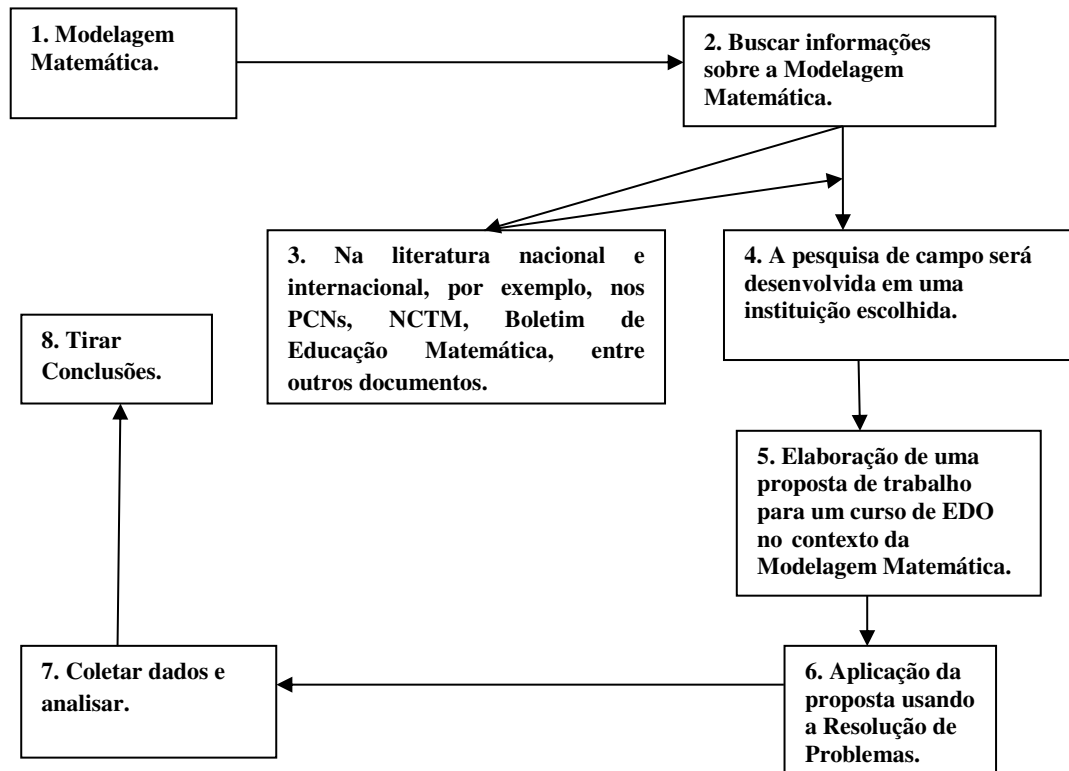 1. Modelagem
Matemática.
2. Buscar informações
sobre a Modelagem
Matemática.
3. Na literatura nacional e
internacional, por exemplo, nos
PCNs, NCTM, Boletim de
Educação Matemática, entre
outros documentos.
4. A pesquisa de campo será
desenvolvida em uma
instituição escolhida.
5. Elaboração de uma
proposta de trabalho
para um curso de EDO
no contexto da
Modelagem Matemática.
6. Aplicação da
proposta usando
a Resolução de
Problemas.
7. Coletar dados e
analisar.
8. Tirar
Conclusões.